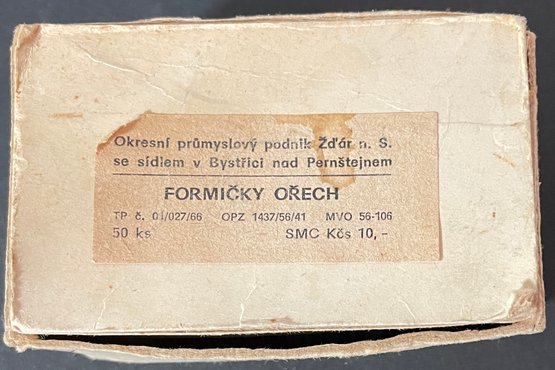 Okresní průmyslový podnik Žďár n. S.
se sídlem v Bystřici nad Pernštejnem
FORMIČKY OŘECH
TP č. 01/027/66 OPZ 1437/56/41 MVO 56-106
50 ks SMC Kčs 10,-